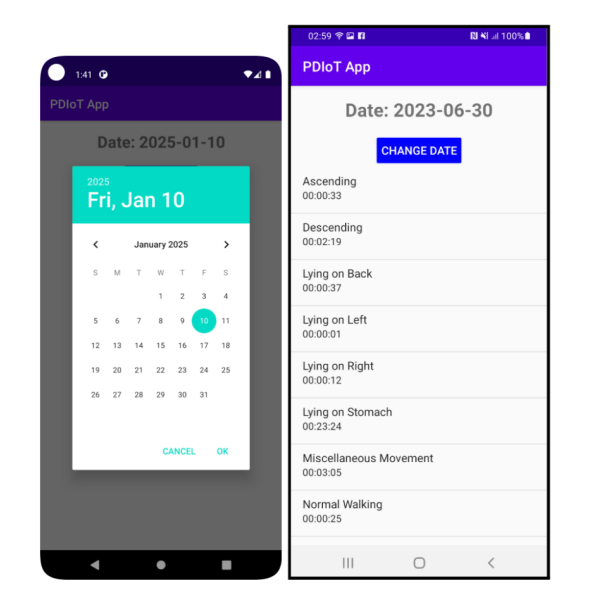 1:41
PDIoT App
Date: 2025-01-10
2025
Fri, Jan 10
January 2025
S M T W T F S
1 2 3 4
5 6 7 8 9 10 11
12 13 14 15 16 17 18
19 20 21 22 23 24 25
26 27 28 29 30 31
CANCEL OK
02:59 100%
PDIoT App
Date: 2023-06-30
CHANGE DATE
Ascending
00:00:33
Descending
00:02:19
Lying on Back
00:00:37
Lying on Left
00:00:01
Lying on Right
00:00:12
Lying on Stomach
00:23:24
Miscellaneous Movement
00:03:05
Normal Walking
00:00:25